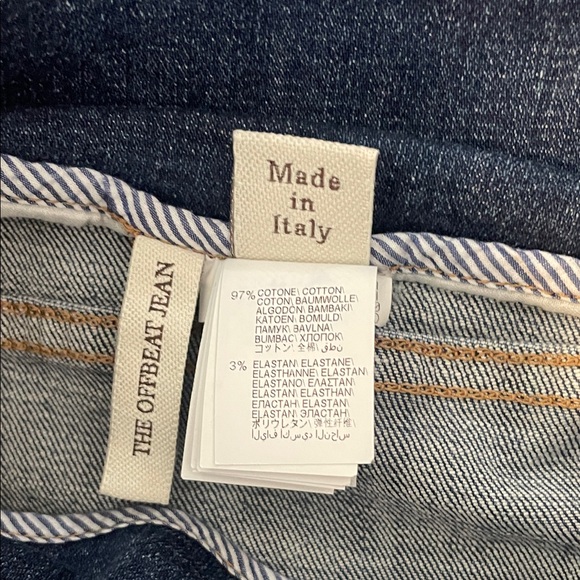 Made
in
Italy
THE OFFBEAT JEAN
97% COTONE\ COTTON\
COTON\ BAUMWOLLE\
ALGODÓN\ BAMBAKI\
KATOEN\ BOMULD\
ПАМУК\ BAVLNA\
BUMBAC\ ХЛОПОК\
コットン\ 全棉\ قطن
3% ELASTAN\ ELASTANE\
ELASTHANNE\ ELASTAN\
ELASTANO\ ΕΛΑΣΤΑΝ\
ELASTAN\ ELASTHAN\
ЕЛАСТАН\ ELASTAN\
ELASTAN\ ЭЛАСТАН\
ポリウレタン\ 弹性纤维\